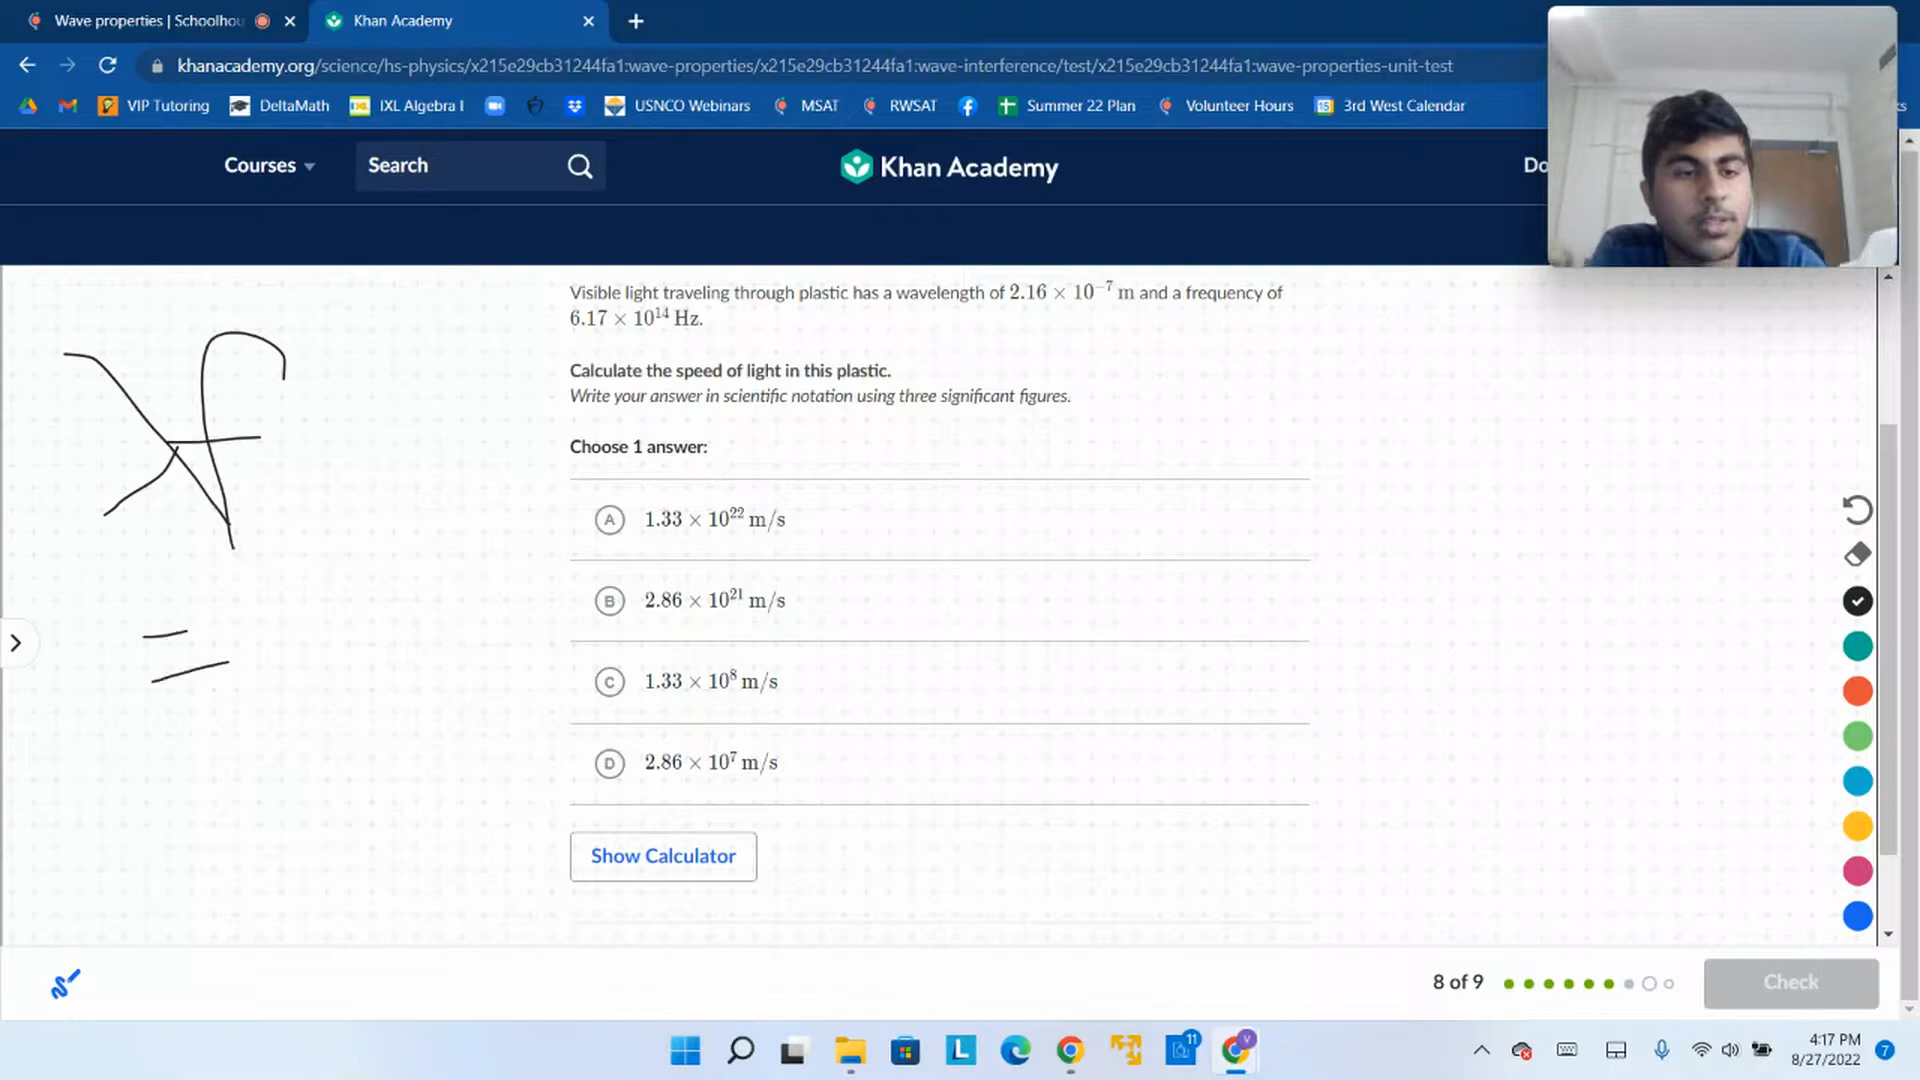 Wave properties | Schoolhou
Khan Academy
khanacademy.org/science/hs-physics/x215e29cb31244fa1:wave-properties/x215e29cb31244fa1:wave-interference/test/x215e29cb31244fa1:wave-properties-unit-test
VIP Tutoring DeltaMath IXL Algebra I USNCO Webinars MSAT RWSAT Summer 22 Plan Volunteer Hours 3rd West Calendar
Courses Search Khan Academy Do
Visible light traveling through plastic has a wavelength of 2.16 × 10⁻⁷ m and a frequency of
6.17 × 10¹⁴ Hz.
Calculate the speed of light in this plastic.
Write your answer in scientific notation using three significant figures.
Choose 1 answer:
A 1.33 × 10²² m/s
B 2.86 × 10²¹ m/s
C 1.33 × 10⁸ m/s
D 2.86 × 10⁷ m/s
λf
=
Show Calculator
8 of 9 Check
11
V
L
4:17 PM
8/27/2022
7